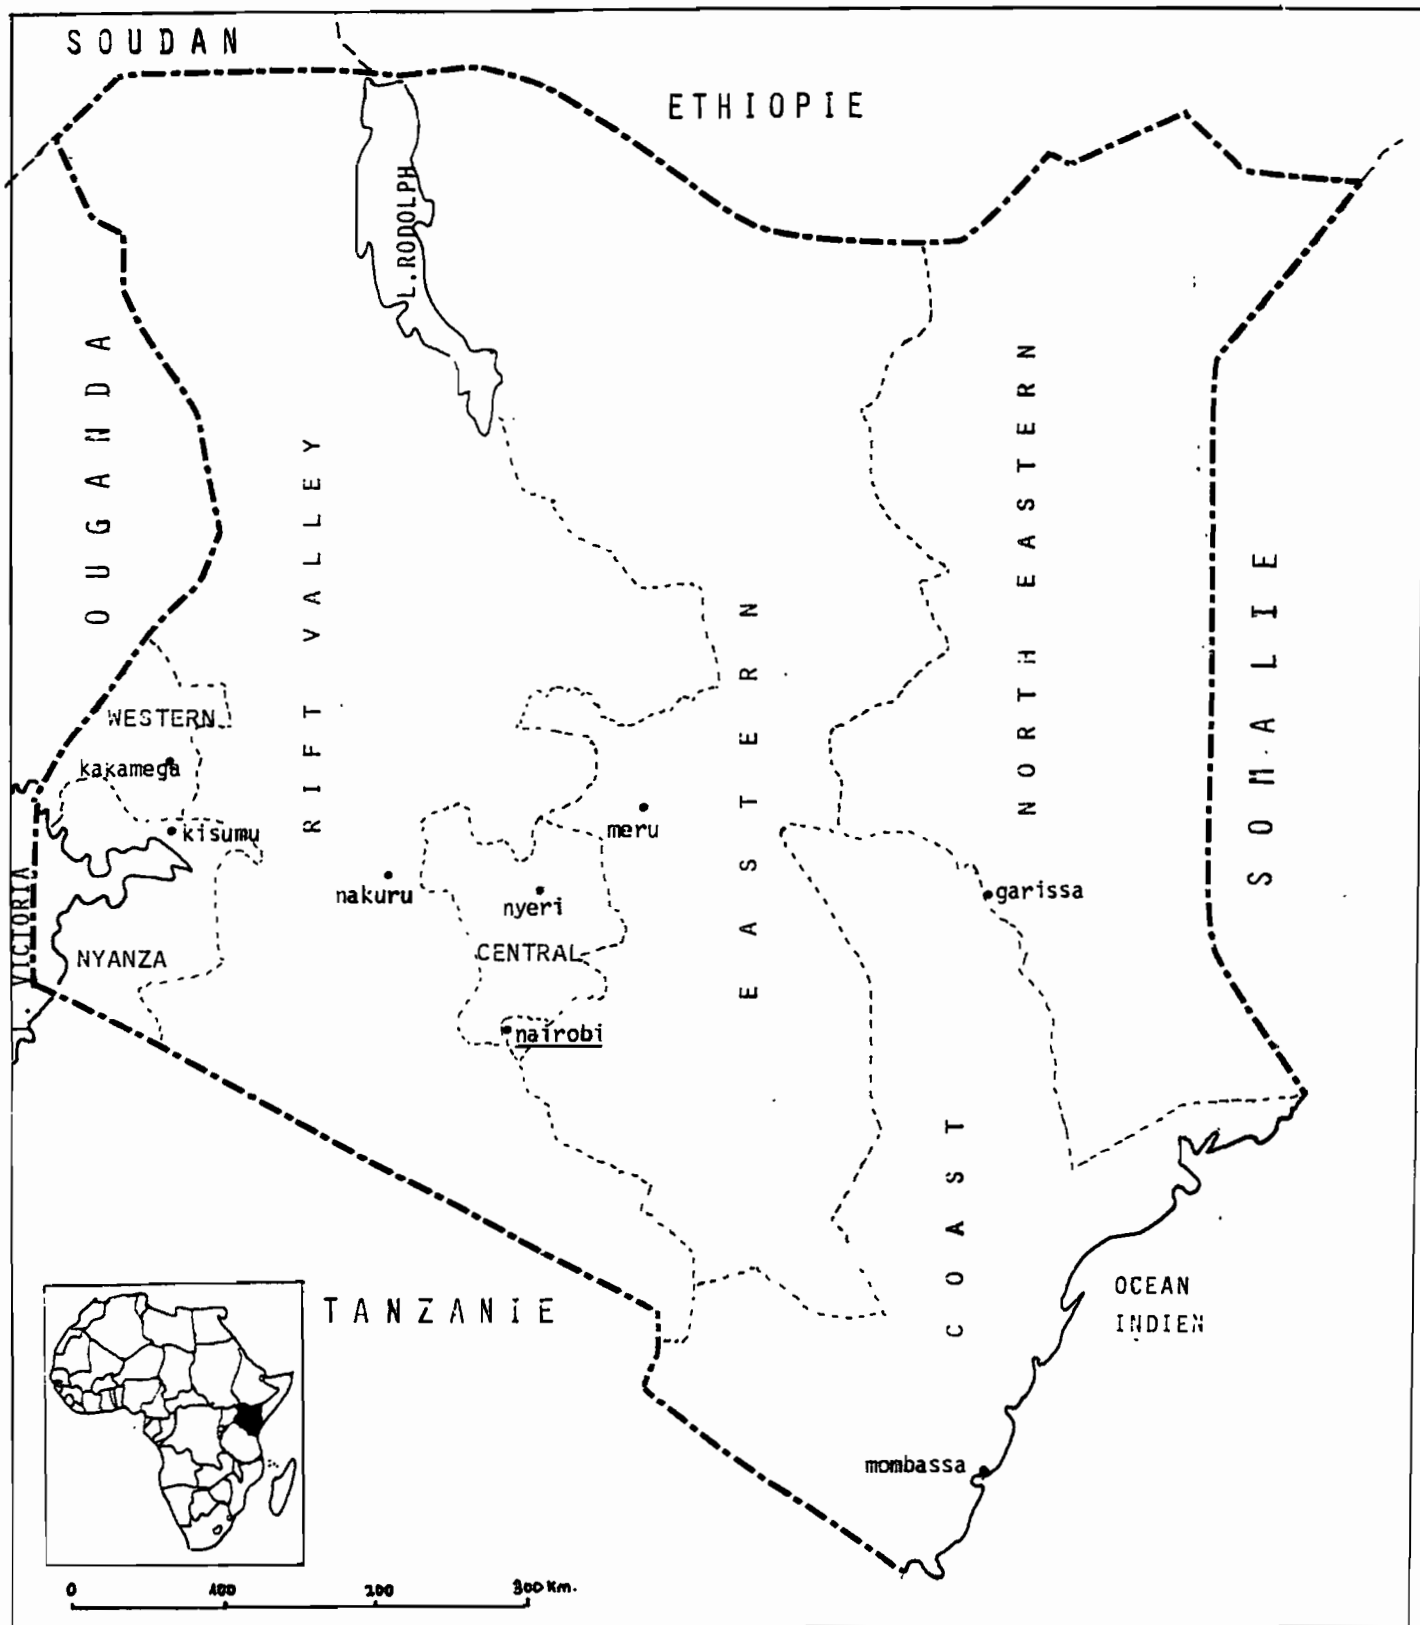 SOUDAN
ETHIOPIE
L.RODOLPH
OUGANDA
RIFT VALLEY
NORTH EASTERN
SOMALIE
EASTERN
WESTERN
kakamega
kisumu
meru
nakuru
nyeri
garissa
L. VICTORIA
NYANZA
CENTRAL
nairobi
COAST
TANZANIE
OCEAN
INDIEN
mombassa
0 100 200 300 Km.